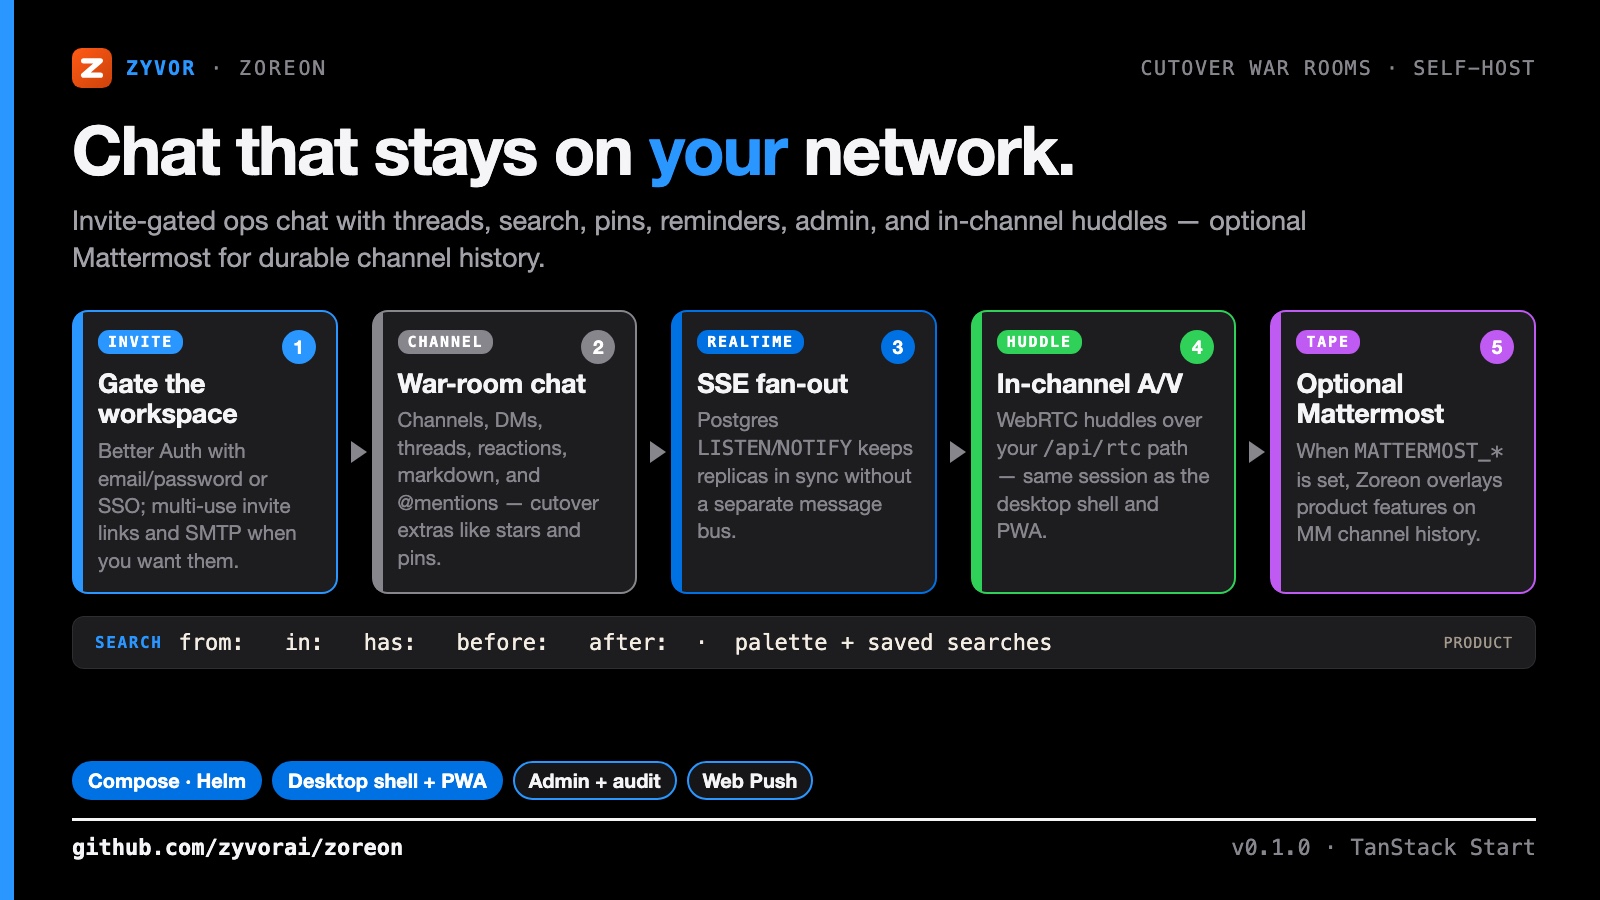 Z ZYVOR · ZOREON
CUTOVER WAR ROOMS · SELF-HOST
Chat that stays on your network.
Invite-gated ops chat with threads, search, pins, reminders, admin, and in-channel huddles — optional
Mattermost for durable channel history.
INVITE 1
Gate the
workspace
Better Auth with
email/password or
SSO; multi-use invite
links and SMTP when
you want them.
CHANNEL 2
War-room chat
Channels, DMs,
threads, reactions,
markdown, and
@mentions — cutover
extras like stars and
pins.
REALTIME 3
SSE fan-out
Postgres
LISTEN/NOTIFY keeps
replicas in sync without
a separate message
bus.
HUDDLE 4
In-channel A/V
WebRTC huddles over
your /api/rtc path
— same session as the
desktop shell and
PWA.
TAPE 5
Optional
Mattermost
When MATTERMOST_*
is set, Zoreon overlays
product features on
MM channel history.
SEARCH from: in: has: before: after: · palette + saved searches PRODUCT
Compose · Helm Desktop shell + PWA Admin + audit Web Push
github.com/zyvorai/zoreon
v0.1.0 · TanStack Start